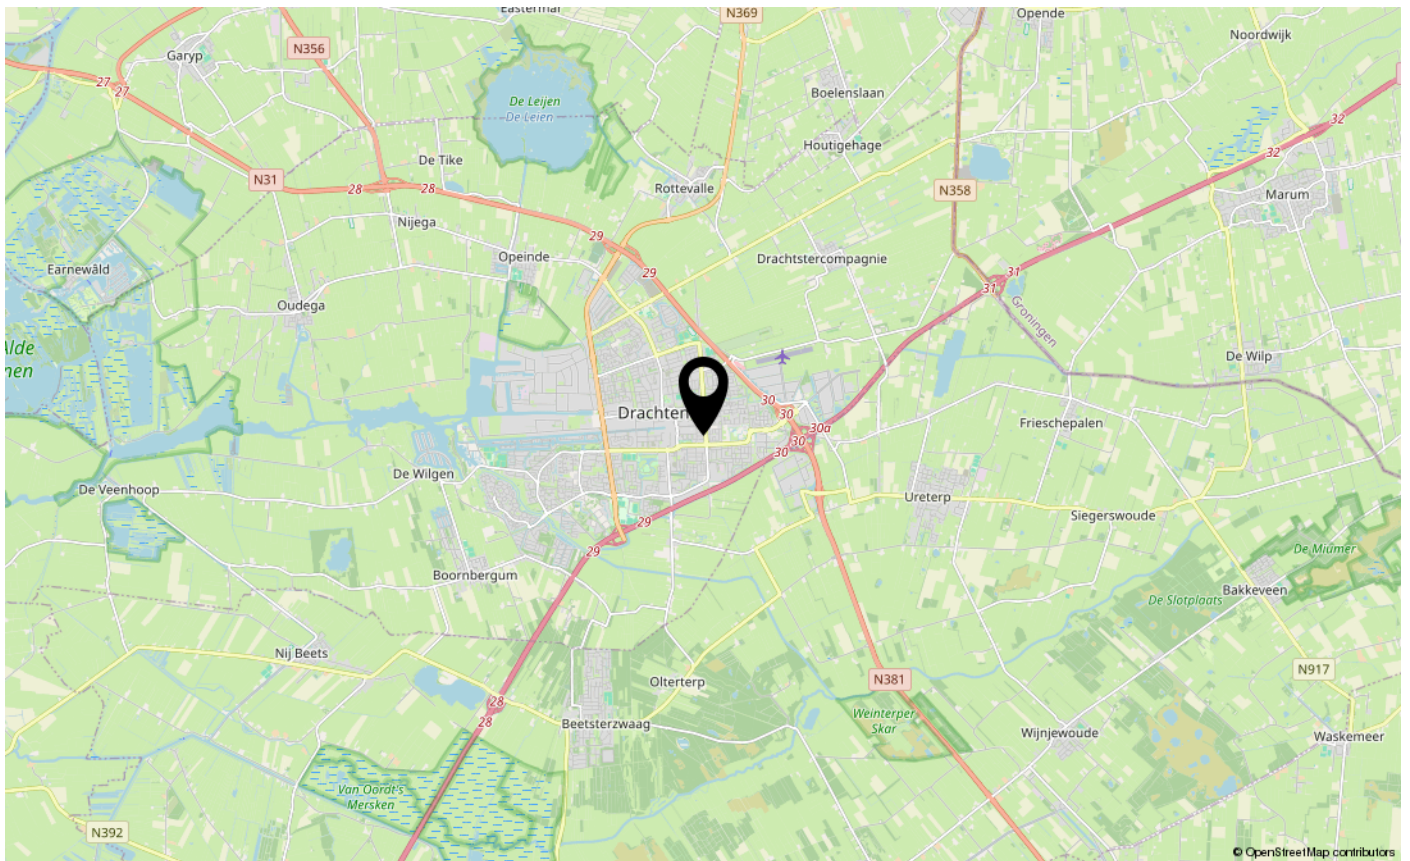 Eastermar
N369
Opende
Noordwijk
Garyp
N356
27
27
De Leijen
De Leien
Boelenslaan
32
Houtigehage
32
De Tike
N31
28
28
Rottevalle
N358
Marum
Nijega
29
Opeinde
Drachtstercompagnie
Earnewâld
29
31
31
Oudega
Groningen
Alde
De Wilp
30
Drachten
30
30a
30
30
Frieschepalen
De Wilgen
De Veenhoop
Ureterp
Siegerswoude
29
29
De Miumer
Boornbergum
Bakkeveen
De Slotplaats
Nij Beets
N917
Olterterp
N381
28
28
Beetsterzwaag
Weinterper
Skar
Wijnjewoude
Waskemeer
Van Oordt's
Mersken
N392
© OpenStreetMap contributors